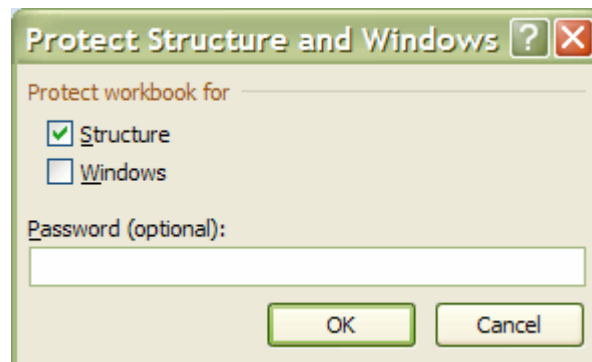 Protect Structure and Windows
Protect workbook for
Structure
Windows
Password (optional):
OK Cancel